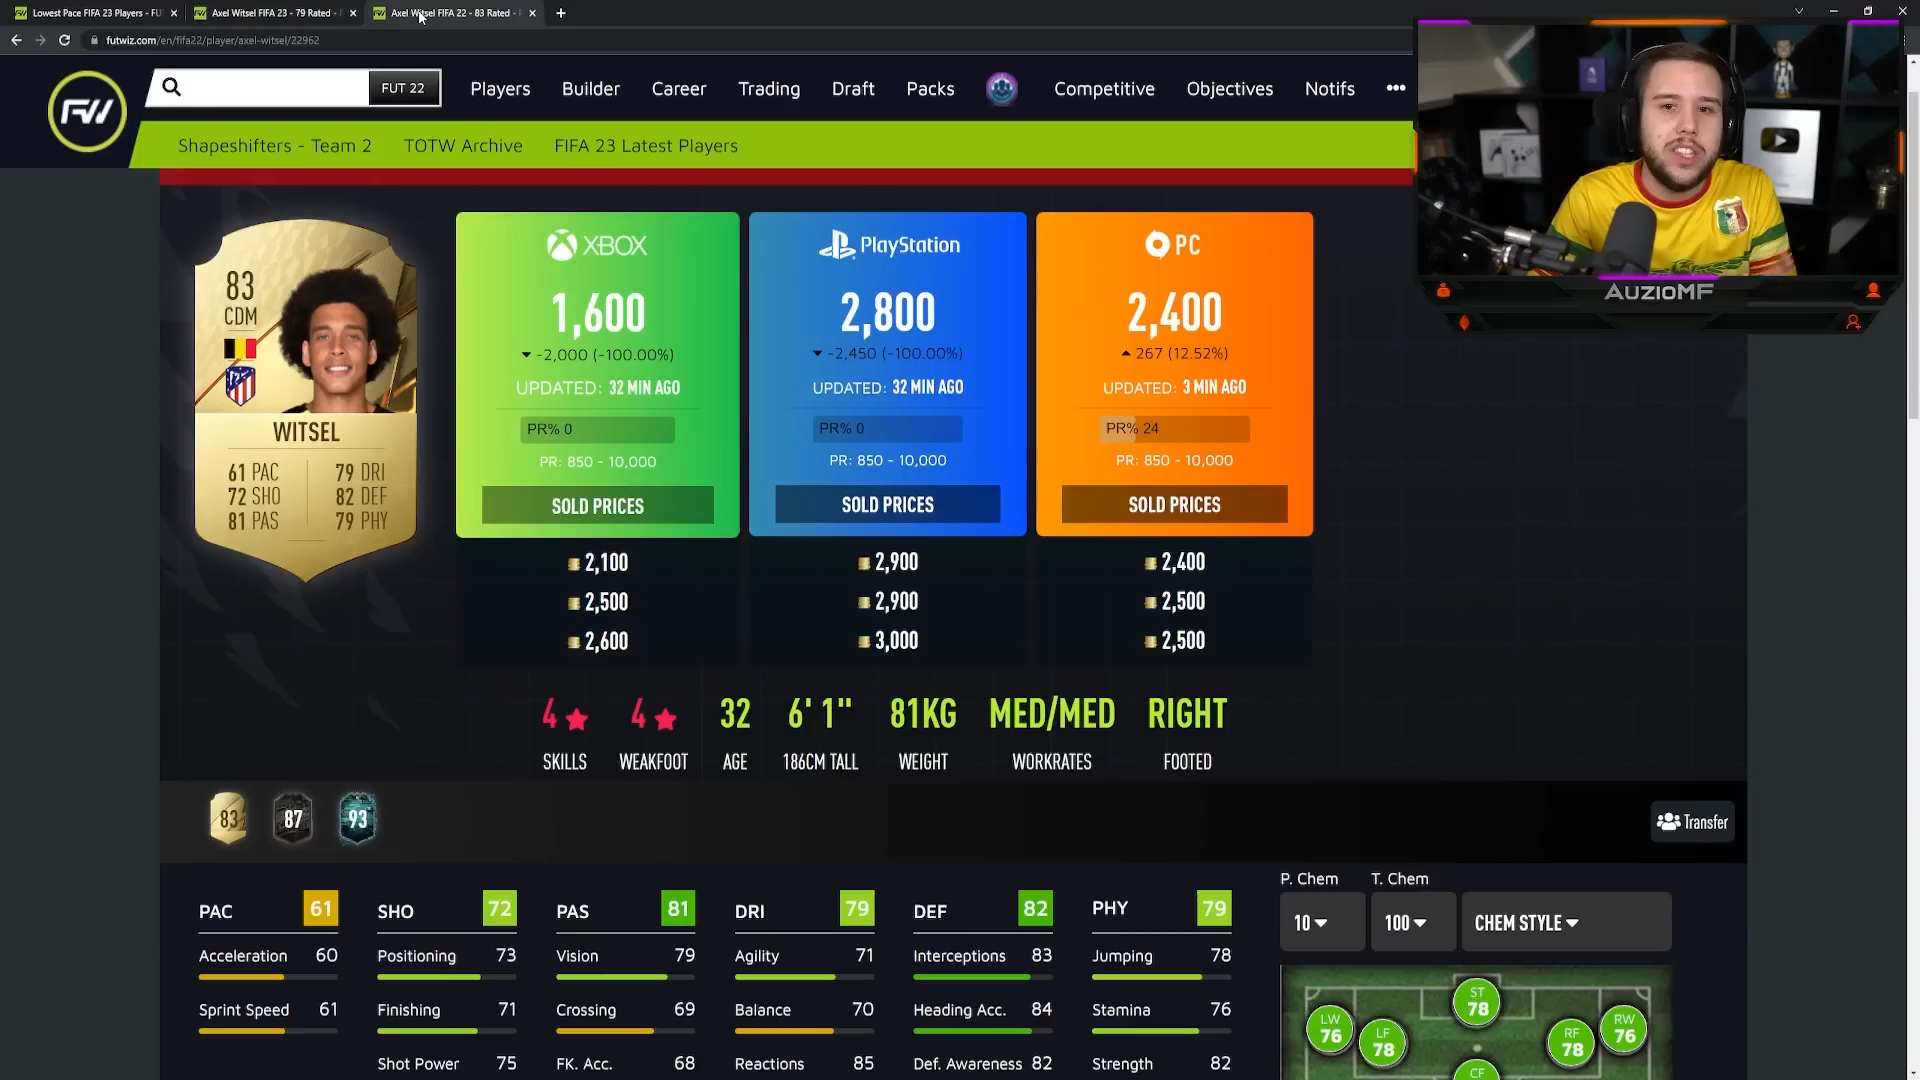 Lowest Pace FIFA 23 Players - FU
Axel Witsel FIFA 23 - 79 Rated -
Axel Witsel FIFA 22 - 83 Rated -
futwiz.com/en/fifa22/player/axel-witsel/22962
FW
FUT 22
Players Builder Career Trading Draft Packs Competitive Objectives Notifs •••
Shapeshifters - Team 2 TOTW Archive FIFA 23 Latest Players
AUZIOMF
83
CDM
WITSEL
61 PAC 79 DRI
72 SHO 82 DEF
81 PAS 79 PHY
XBOX
1,600
-2,000 (-100.00%)
UPDATED: 32 MIN AGO
PR% 0
PR: 850 - 10,000
SOLD PRICES
2,100
2,500
2,600
PlayStation
2,800
-2,450 (-100.00%)
UPDATED: 32 MIN AGO
PR% 0
PR: 850 - 10,000
SOLD PRICES
2,900
2,900
3,000
PC
2,400
267 (12.52%)
UPDATED: 3 MIN AGO
PR% 24
PR: 850 - 10,000
SOLD PRICES
2,400
2,500
2,500
4 4 32 6' 1" 81KG MED/MED RIGHT
SKILLS WEAKFOOT AGE 186CM TALL WEIGHT WORKRATES FOOTED
83 87 93
Transfer
PAC 61 SHO 72 PAS 81 DRI 79 DEF 82 PHY 79
Acceleration 60 Positioning 73 Vision 79 Agility 71 Interceptions 83 Jumping 78
Sprint Speed 61 Finishing 71 Crossing 69 Balance 70 Heading Acc. 84 Stamina 76
Shot Power 75 FK. Acc. 68 Reactions 85 Def. Awareness 82 Strength 82
P. Chem T. Chem
10 100 CHEM STYLE
ST
78
LW
76
LF
78
RF
78
RW
76
CF